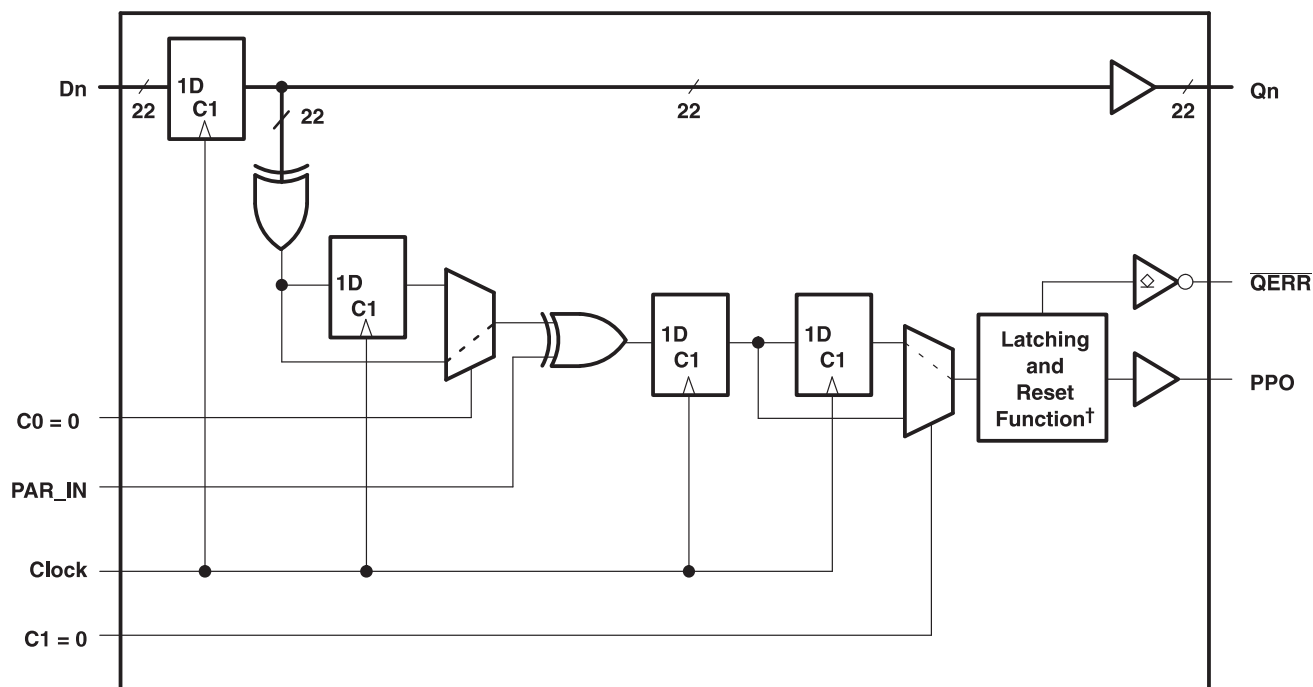 Dn
22
1D
C1
22
22
22
Qn
1D
C1
QERR
1D
C1
1D
C1
Latching
and
Reset
Function†
PPO
C0 = 0
PAR_IN
Clock
C1 = 0